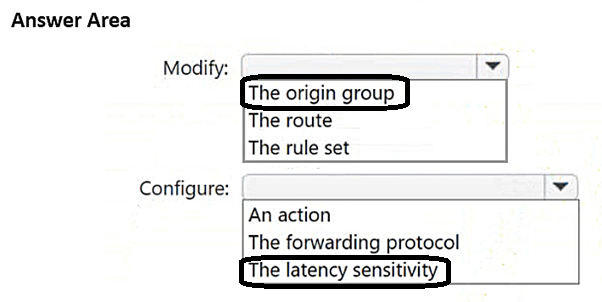 Answer Area
Modify:
The origin group
The route
The rule set
Configure:
An action
The forwarding protocol
The latency sensitivity